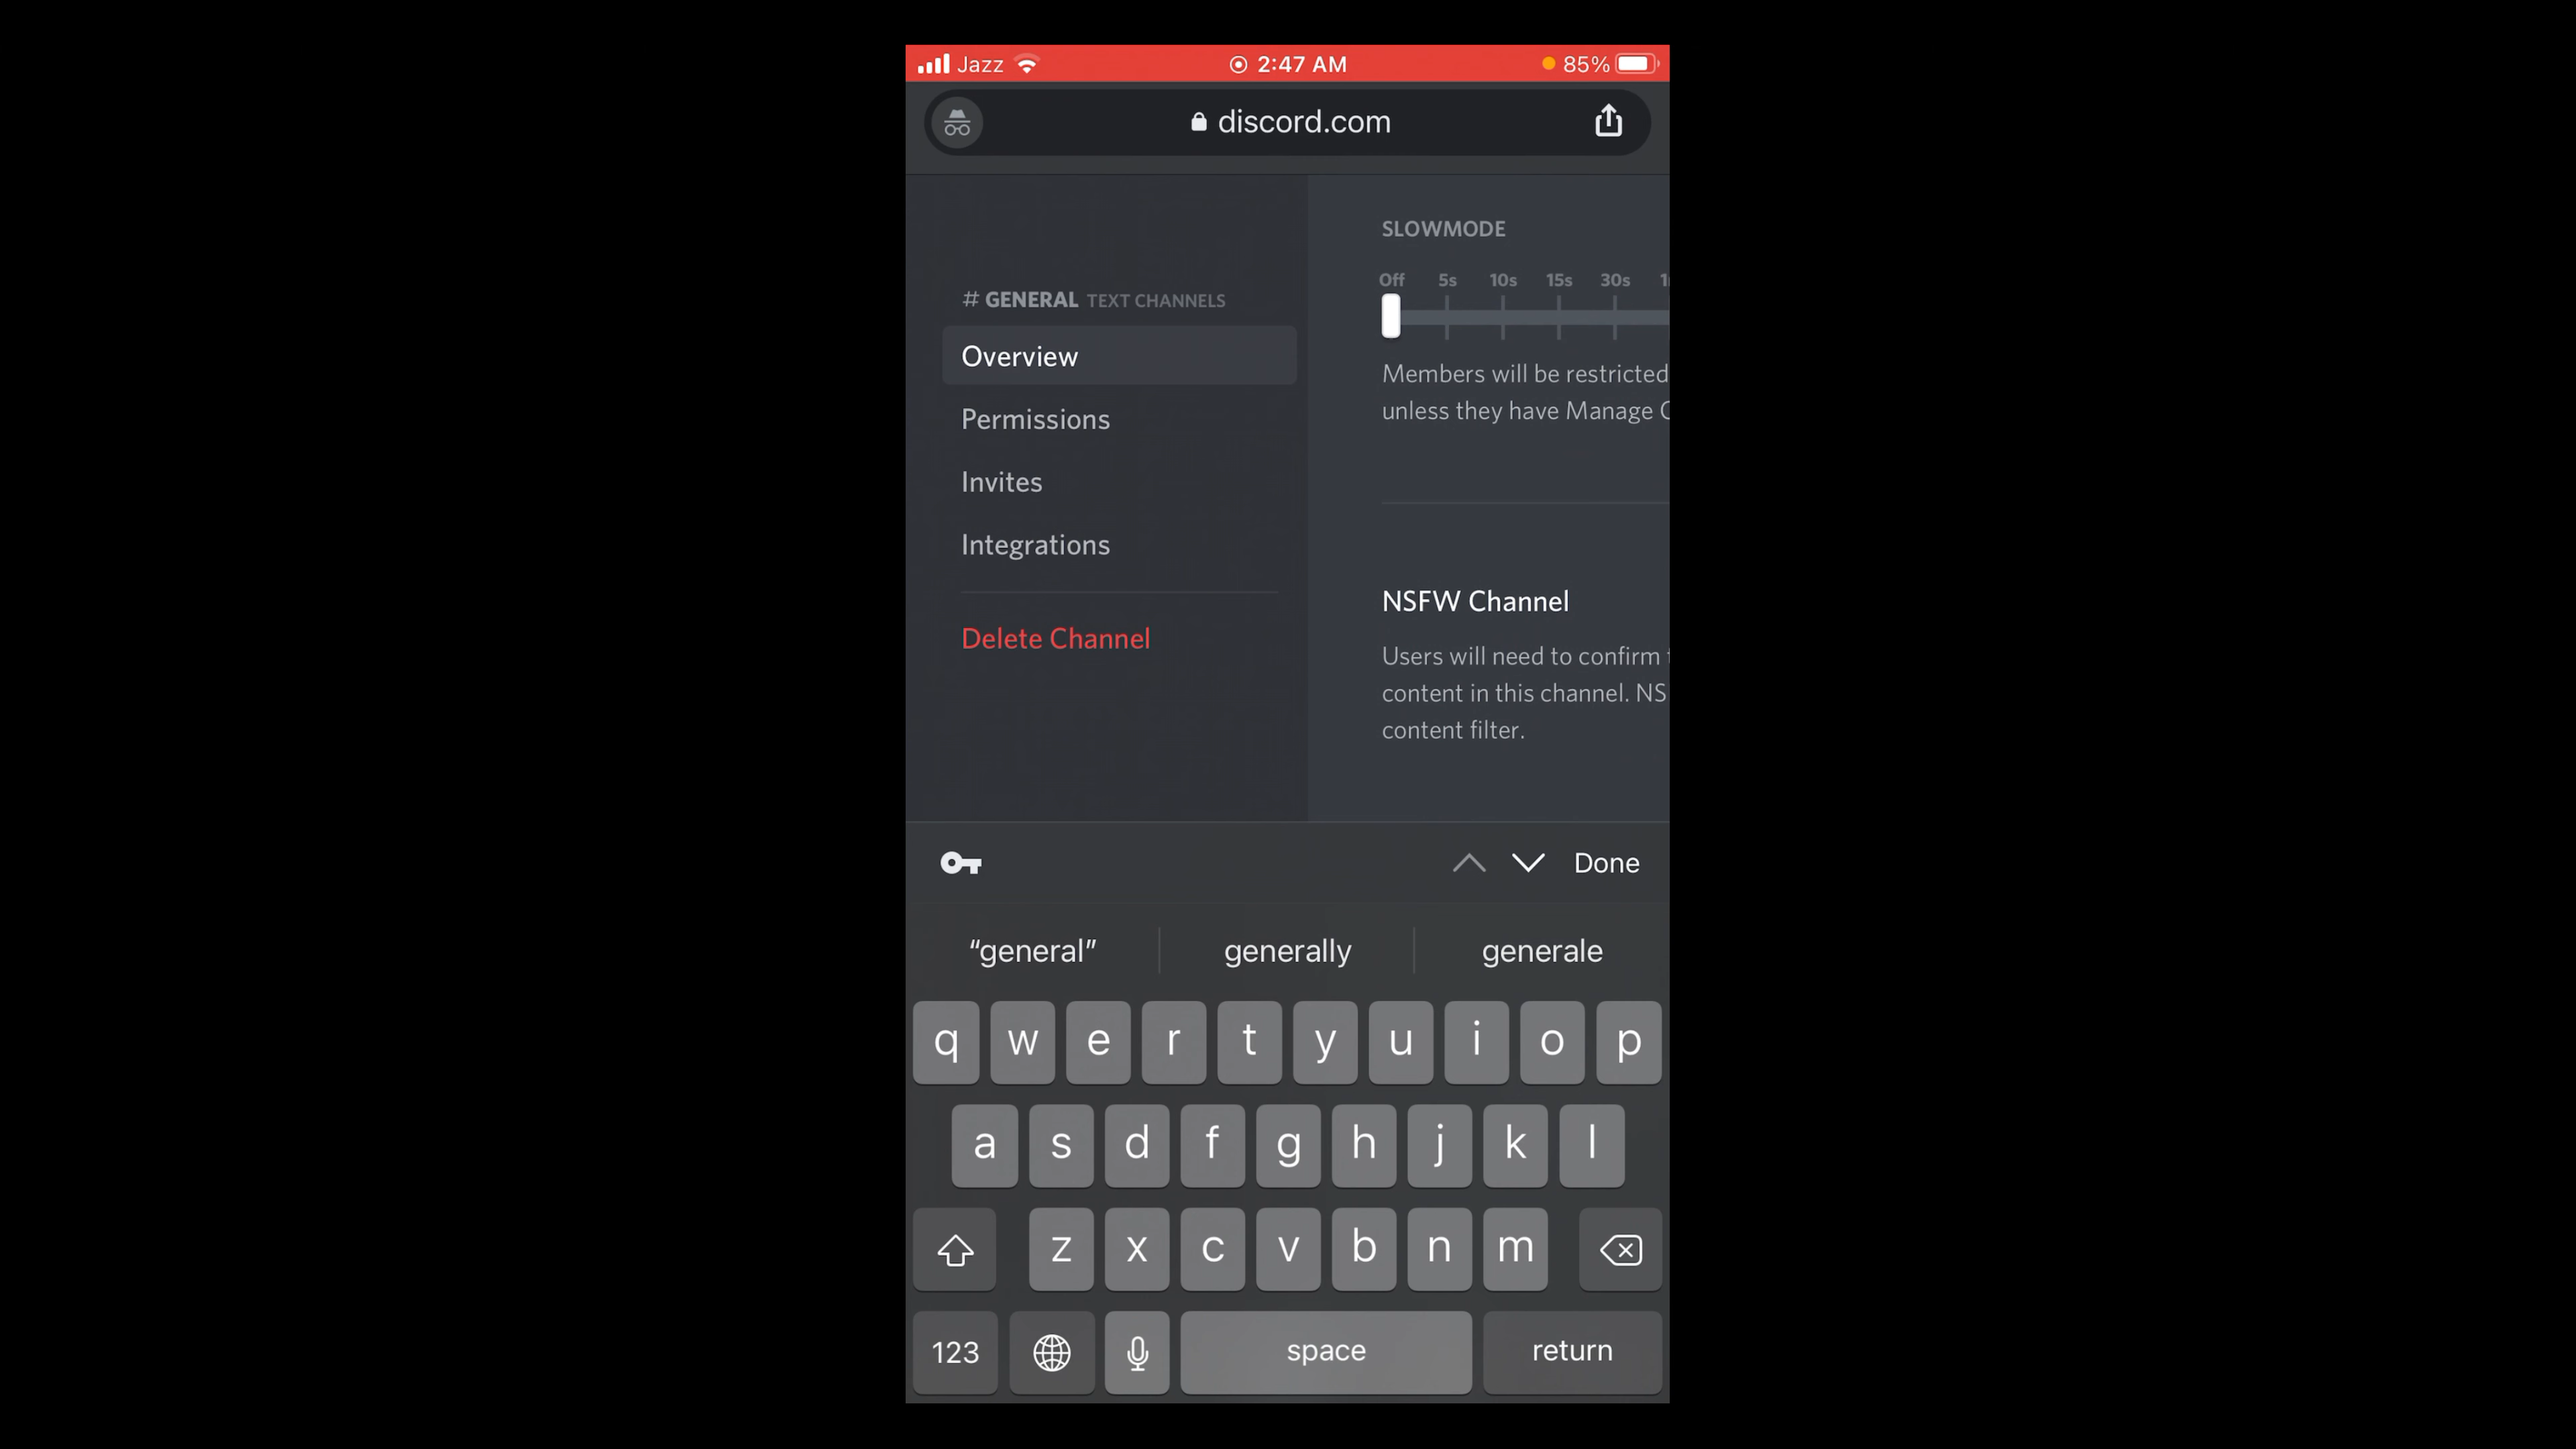 Jazz 2:47 AM 85%
discord.com
SLOWMODE
Off 5s 10s 15s 30s
# GENERAL TEXT CHANNELS
Overview
Permissions
Invites
Integrations
Delete Channel
Members will be restricted
unless they have Manage
NSFW Channel
Users will need to confirm
content in this channel. NS
content filter.
Done
“general” generally generale
q w e r t y u i o p
a s d f g h j k l
z x c v b n m
123 space return